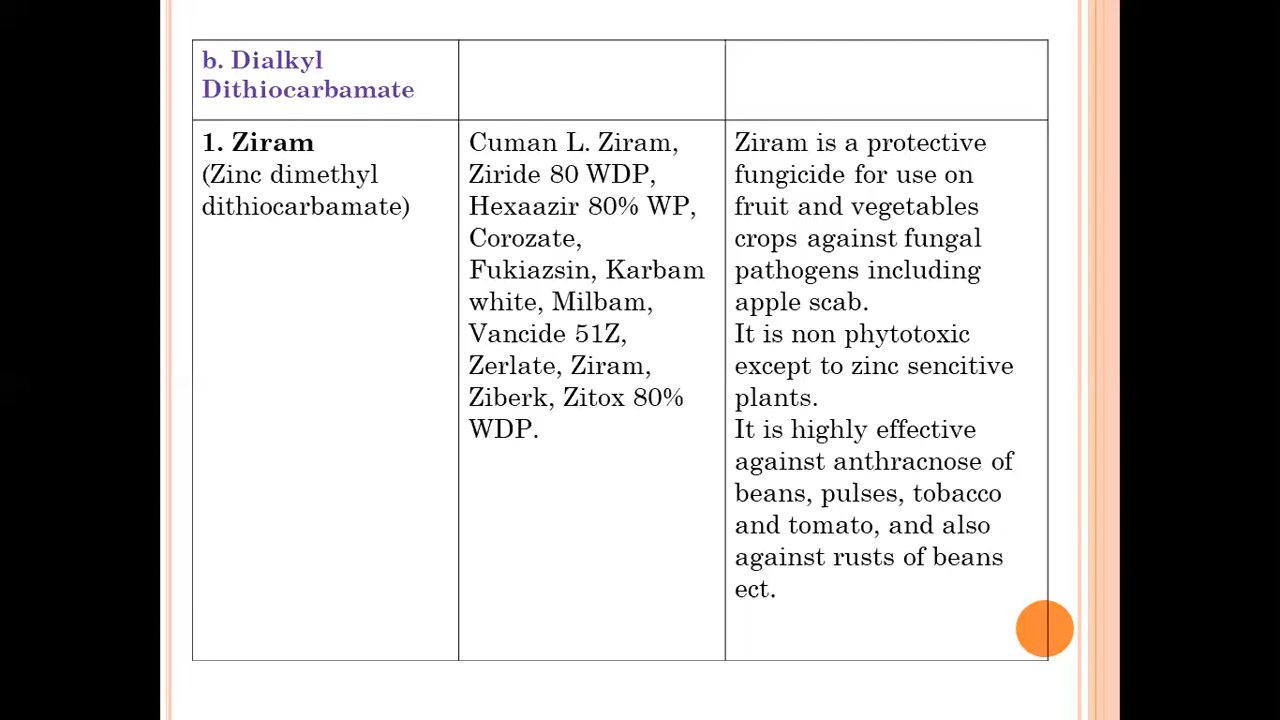 b. Dialkyl
Dithiocarbamate
1. Ziram
(Zinc dimethyl
dithiocarbamate)
Cuman L. Ziram,
Ziride 80 WDP,
Hexaazir 80% WP,
Corozate,
Fukiazsin, Karbam
white, Milbam,
Vancide 51Z,
Zerlate, Ziram,
Ziberk, Zitox 80%
WDP.
Ziram is a protective
fungicide for use on
fruit and vegetables
crops against fungal
pathogens including
apple scab.
It is non phytotoxic
except to zinc sencitive
plants.
It is highly effective
against anthracnose of
beans, pulses, tobacco
and tomato, and also
against rusts of beans
ect.